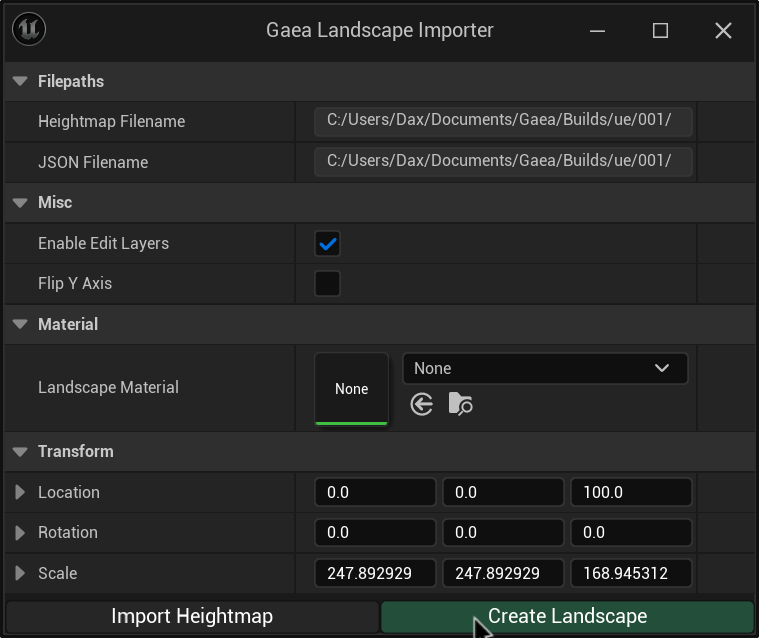 Gaea Landscape Importer
Filepaths
Heightmap Filename C:/Users/Dax/Documents/Gaea/Builds/ue/001/
JSON Filename C:/Users/Dax/Documents/Gaea/Builds/ue/001/
Misc
Enable Edit Layers
Flip Y Axis
Material
Landscape Material None None
Transform
Location 0.0 0.0 100.0
Rotation 0.0 0.0 0.0
Scale 247.892929 247.892929 168.945312
Import Heightmap Create Landscape